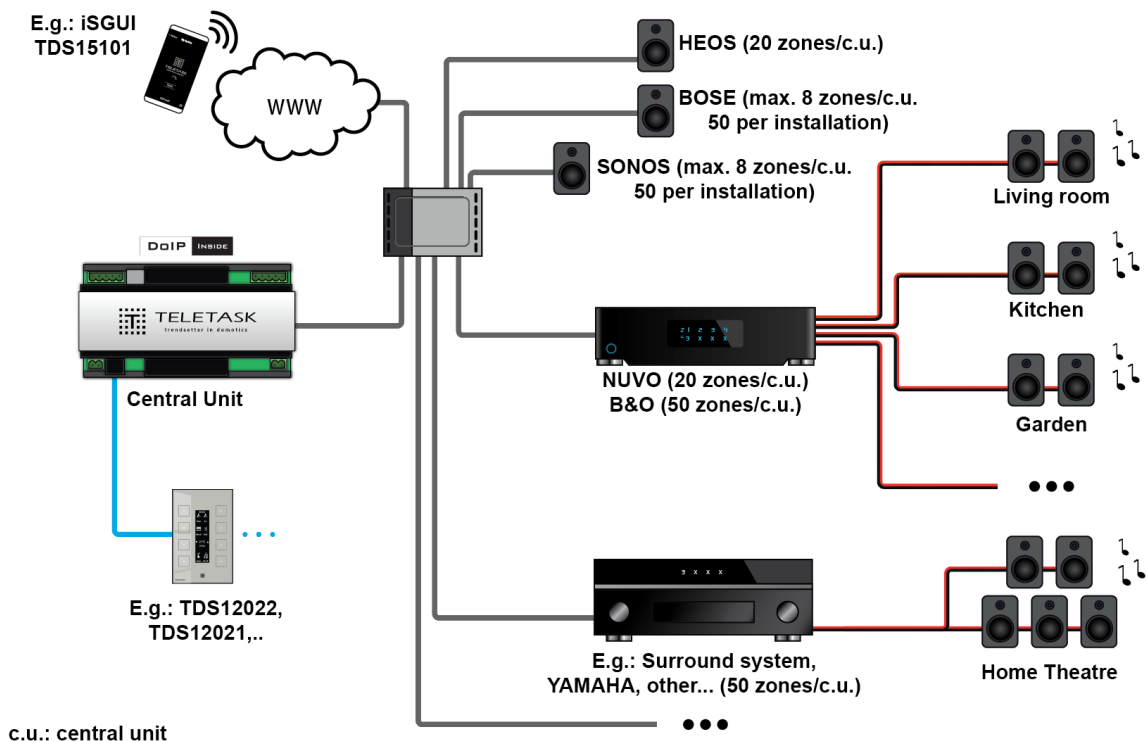 E.g.: iSGUI
TDS15101
TELETASK
WWW
HEOS (20 zones/c.u.)
BOSE (max. 8 zones/c.u.
50 per installation)
SONOS (max. 8 zones/c.u.
50 per installation)
Living room
DoIP INSIDE
TELETASK
trendsetter in domotics
Central Unit
Kitchen
NUVO (20 zones/c.u.)
B&O (50 zones/c.u.)
Garden
E.g.: TDS12022,
TDS12021,..
3 X X X
E.g.: Surround system,
YAMAHA, other... (50 zones/c.u.)
Home Theatre
c.u.: central unit